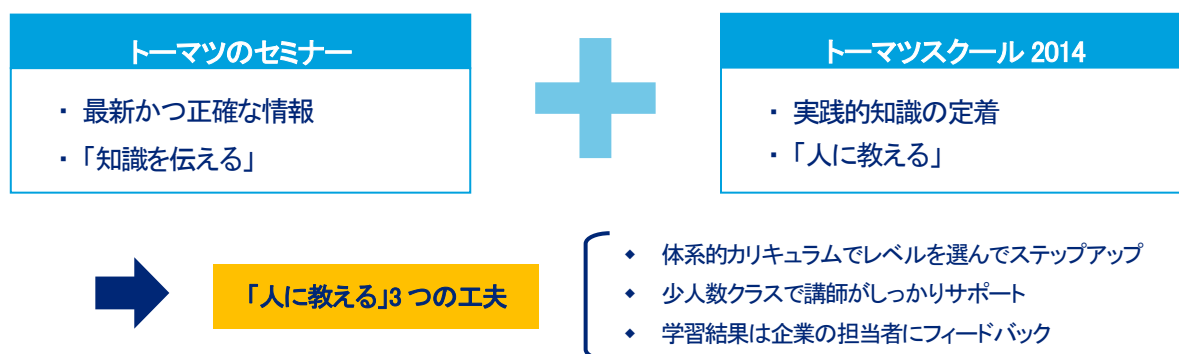 トーマツのセミナー
・ 最新かつ正確な情報
・「知識を伝える」
トーマツスクール 2014
・ 実践的知識の定着
・「人に教える」
「人に教える」3 つの工夫
◆ 体系的カリキュラムでレベルを選んでステップアップ
◆ 少人数クラスで講師がしっかりサポート
◆ 学習結果は企業の担当者にフィードバック